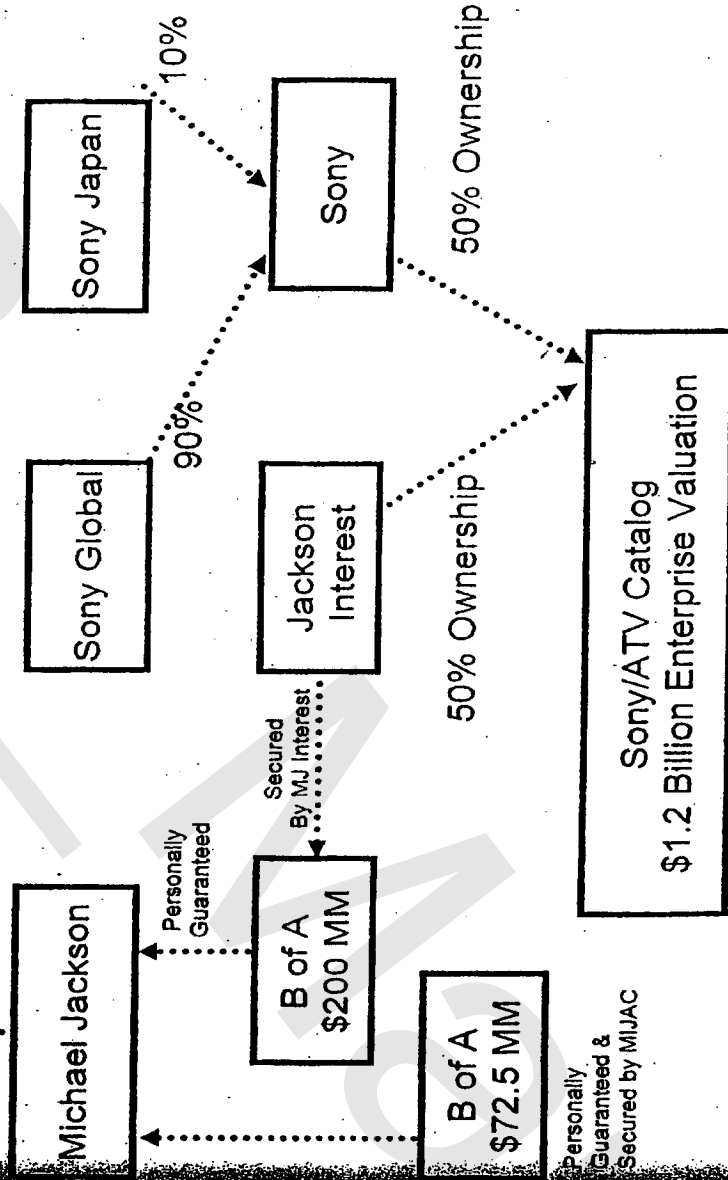 Michael Jackson
Sony Global
Sony Japan
Personally
Guaranteed
90%
10%
B of A
$200 MM
Secured
By MJ Interest
Jackson
Interest
Sony
B of A
$72.5 MM
50% Ownership
50% Ownership
Personally
Guaranteed &
Secured by MIJAC
Sony/ATV Catalog
$1.2 Billion Enterprise Valuation